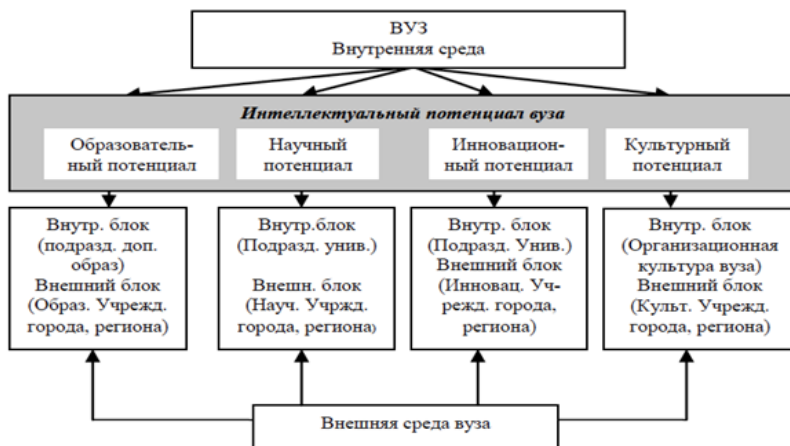 ВУЗ
Внутренняя среда
Интеллектуальный потенциал вуза
Образователь-
ный потенциал
Научный
потенциал
Инновацион-
ный потенциал
Культурный
потенциал
Внутр. блок
(подразд. доп.
образ)
Внешний блок
(Образ. Учрежд.
города, региона)
Внутр.блок
(Подразд. унив.)
Внешн. блок
(Науч. Учржд.
города, региона)
Внутр. блок
(Подразд. Унив.)
Внешний блок
(Инновац. Уч-
режд. города,
региона)
Внутр. блок
(Организационная
культура вуза)
Внешний блок
(Культ. Учрежд.
города, региона)
Внешняя среда вуза